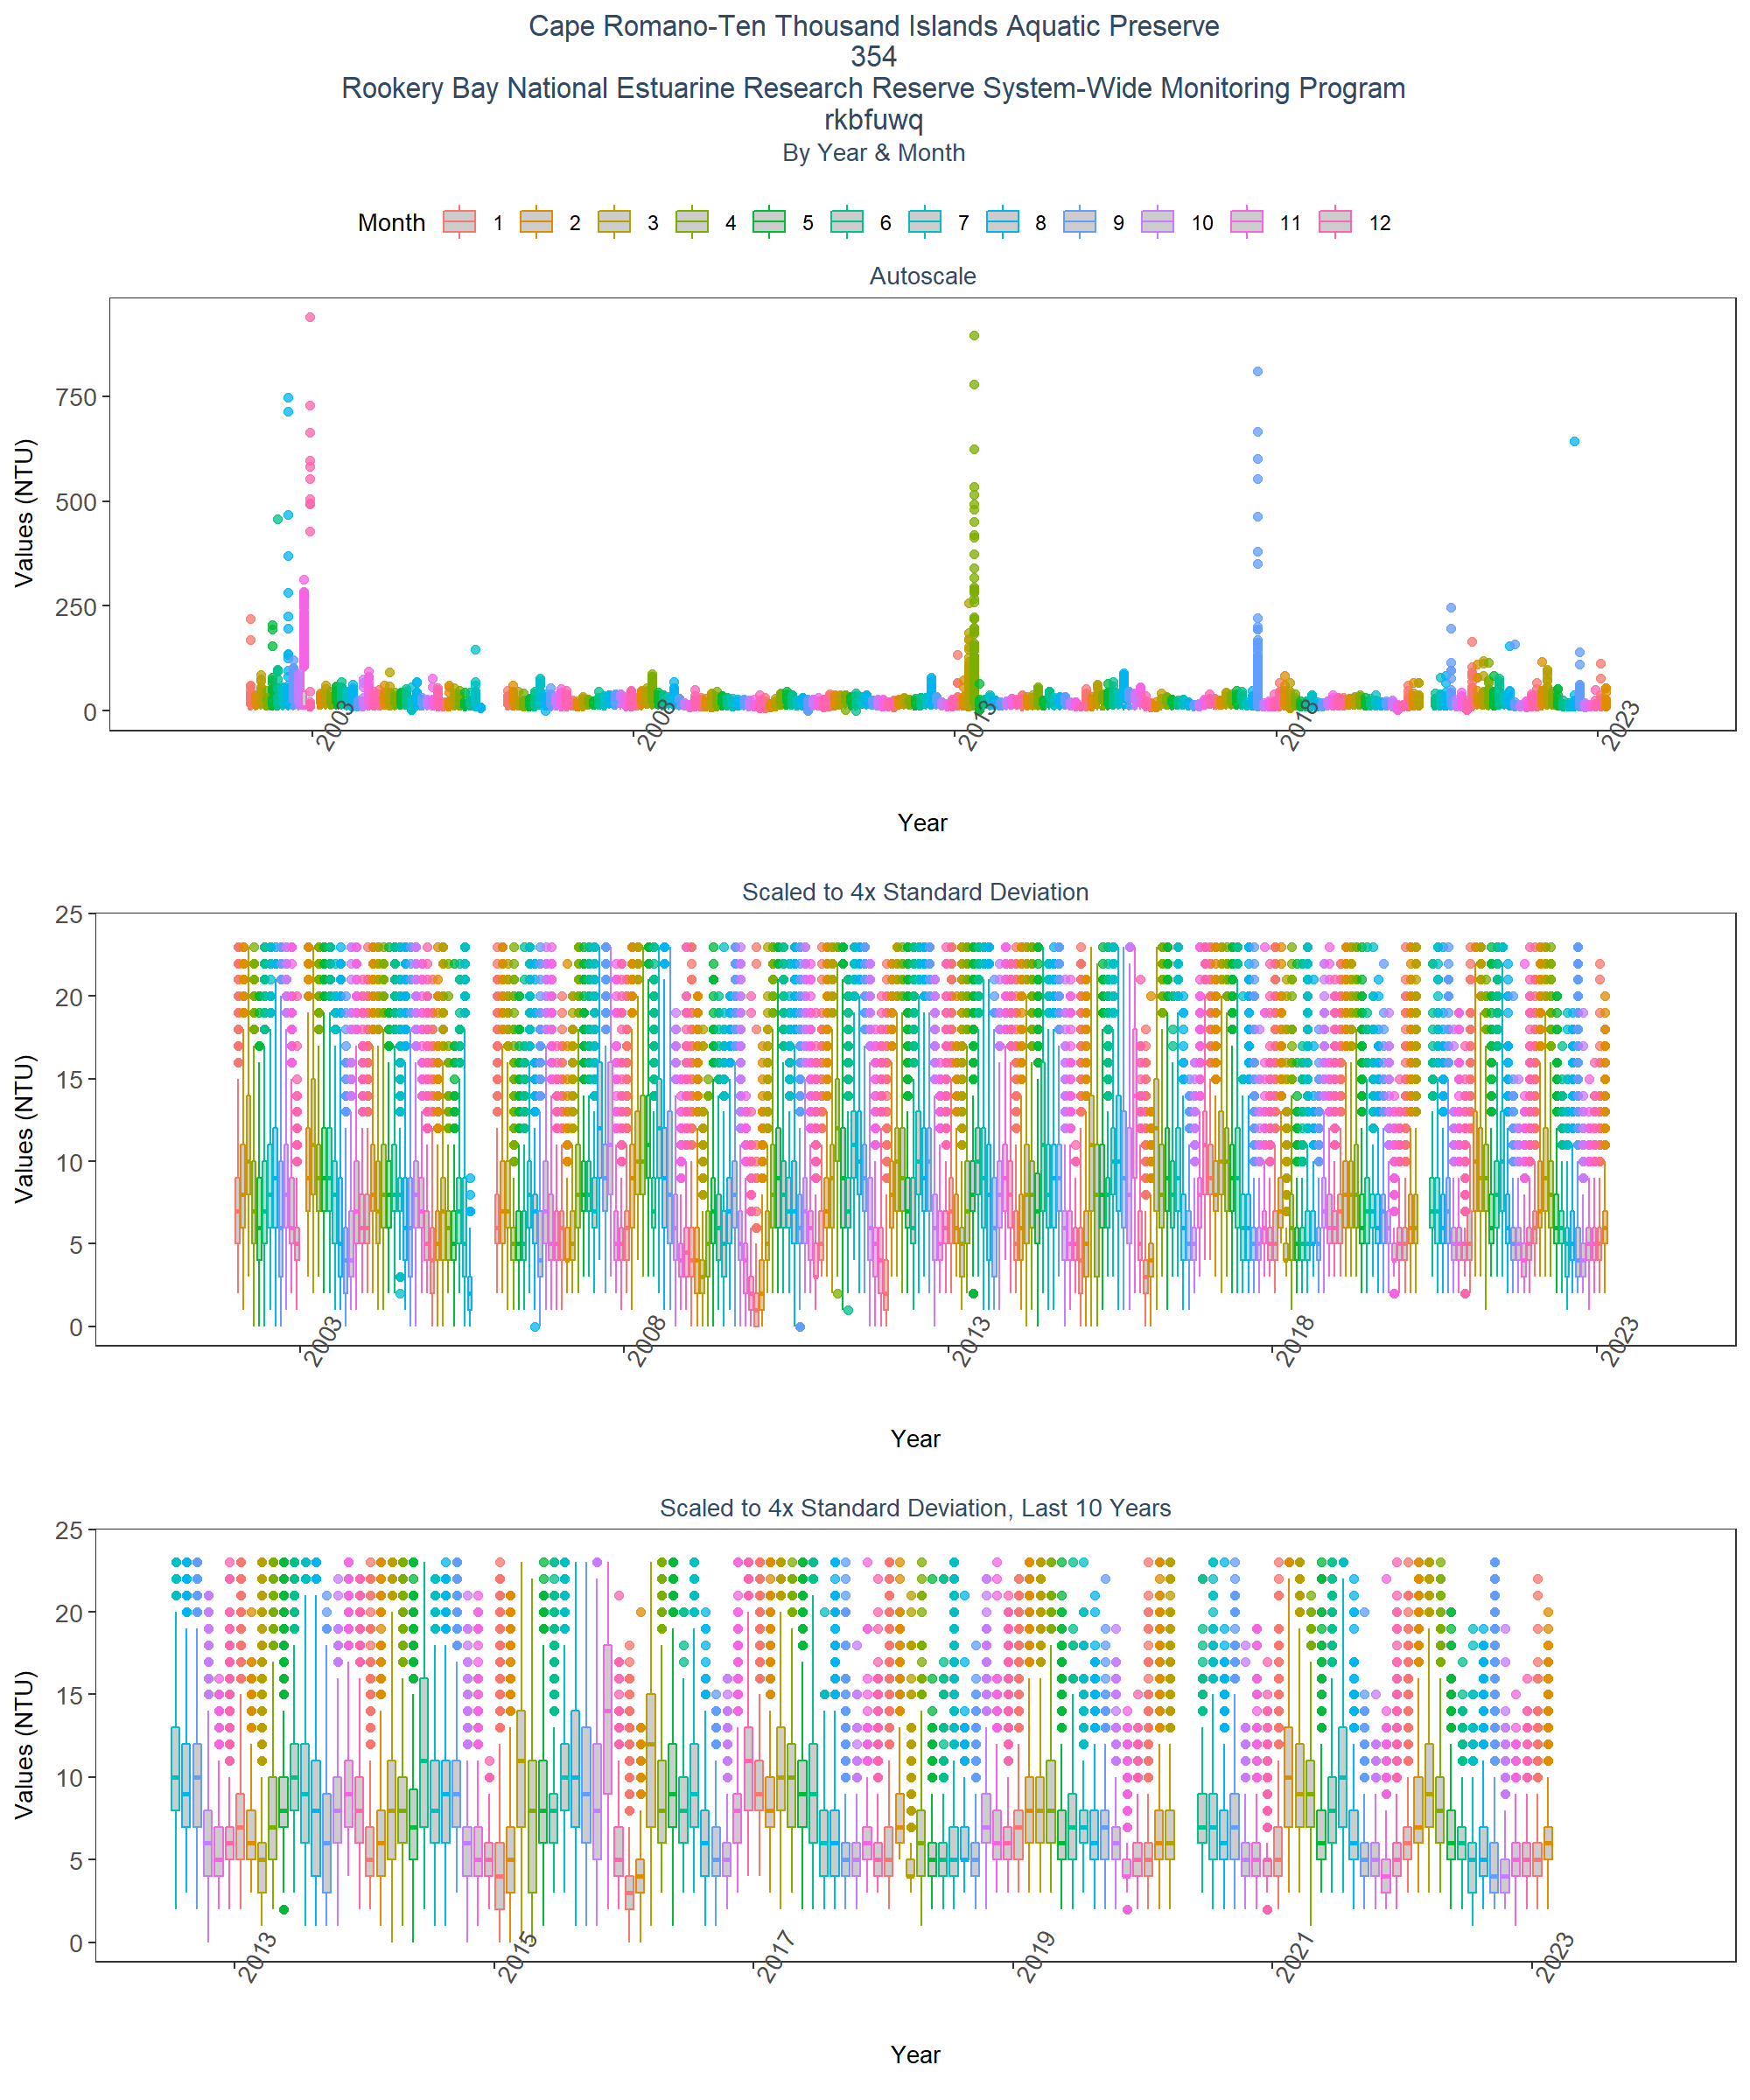 Cape Romano-Ten Thousand Islands Aquatic Preserve
354
Rookery Bay National Estuarine Research Reserve System-Wide Monitoring Program
rkbfuwq
By Year & Month
Month 1 2 3 4 5 6 7 8 9 10 11 12
Autoscale
Values (NTU)
750
500
250
0
2003 2008 2013 2018 2023
Year
Scaled to 4x Standard Deviation
Values (NTU)
25
20
15
10
5
0
2003 2008 2013 2018 2023
Year
Scaled to 4x Standard Deviation, Last 10 Years
Values (NTU)
25
20
15
10
5
0
2013 2015 2017 2019 2021 2023
Year